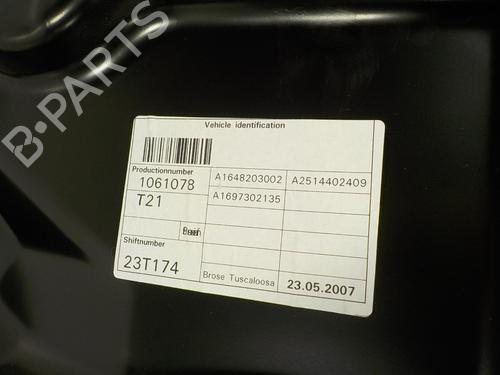 B·PARTS
Vehicle identification
Productionnumber
1061078
T21
Shiftnumber
23T174
A1648203002 A2514402409
A1697302135
Brose Tuscaloosa 23.05.2007